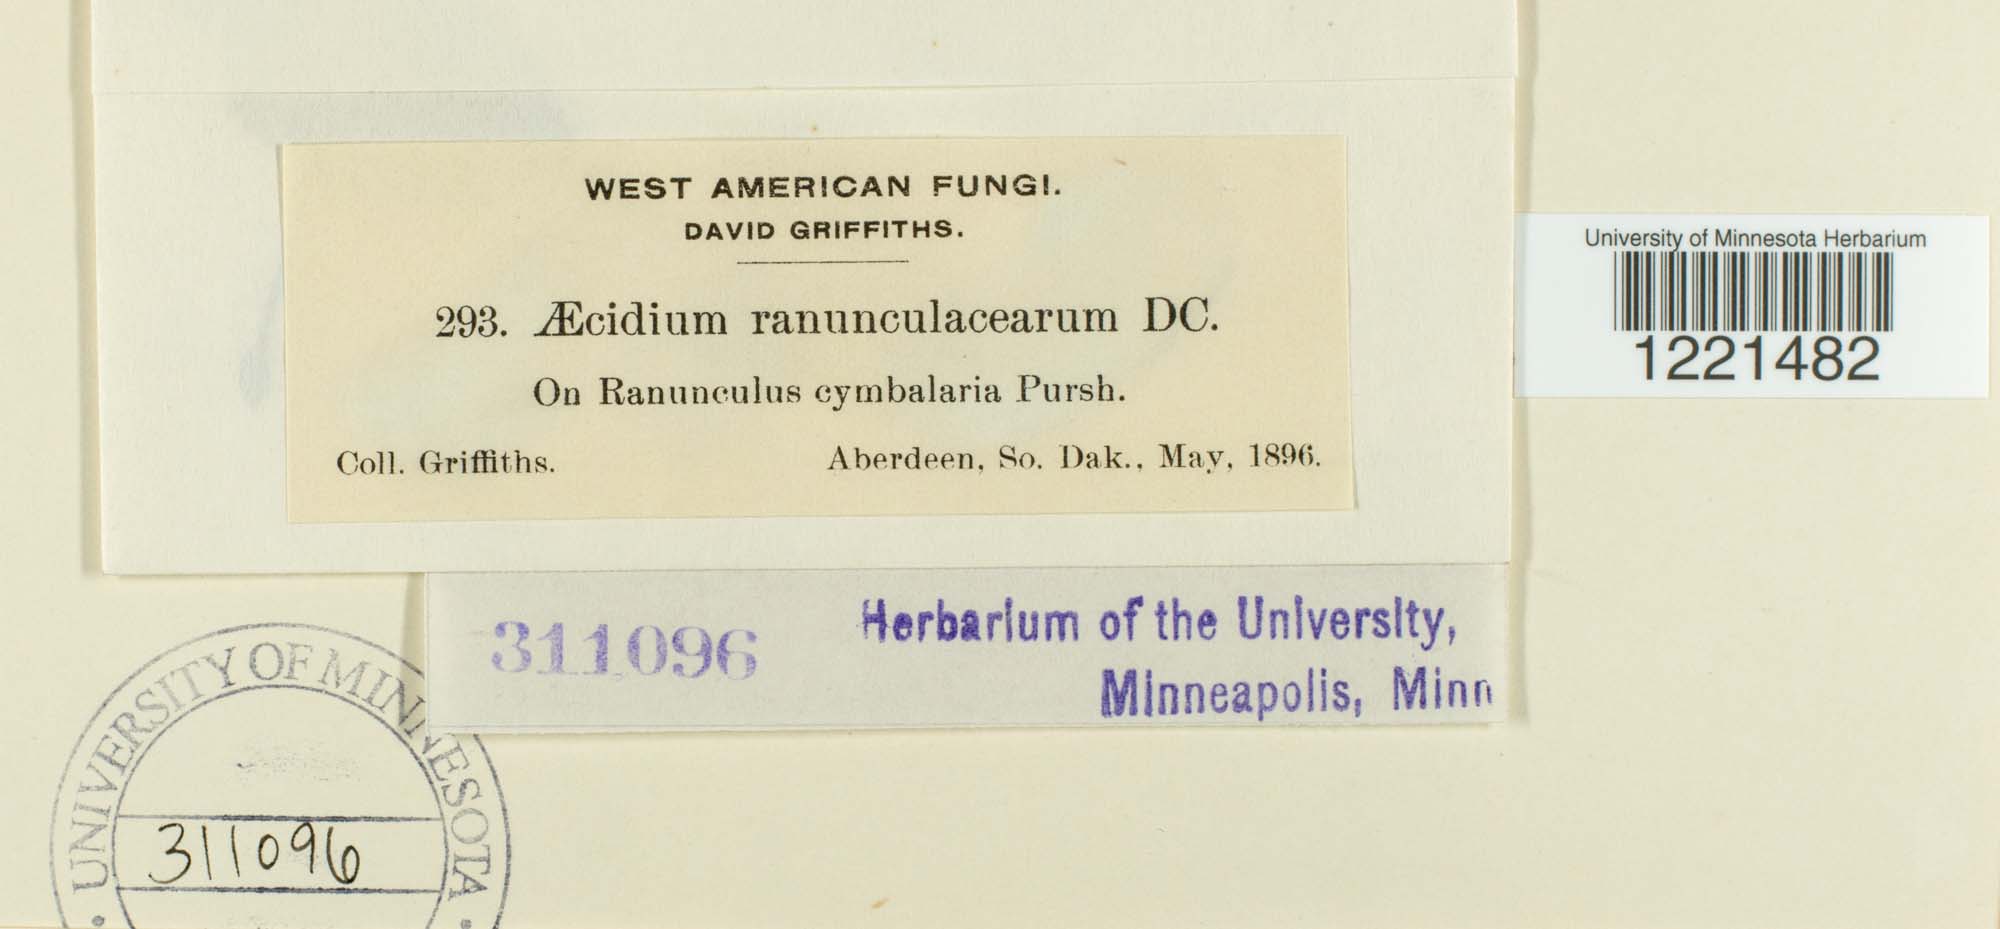 WEST AMERICAN FUNGI.
DAVID GRIFFITHS.
293. Æcidium ranunculacearum DC.
On Ranunculus cymbalaria Pursh.
Coll. Griffiths. Aberdeen, So. Dak., May, 1896.
University of Minnesota Herbarium
1221482
311096
Herbarium of the University,
Minneapolis, Minn
• UNIVERSITY OF MINNESOTA •
311096